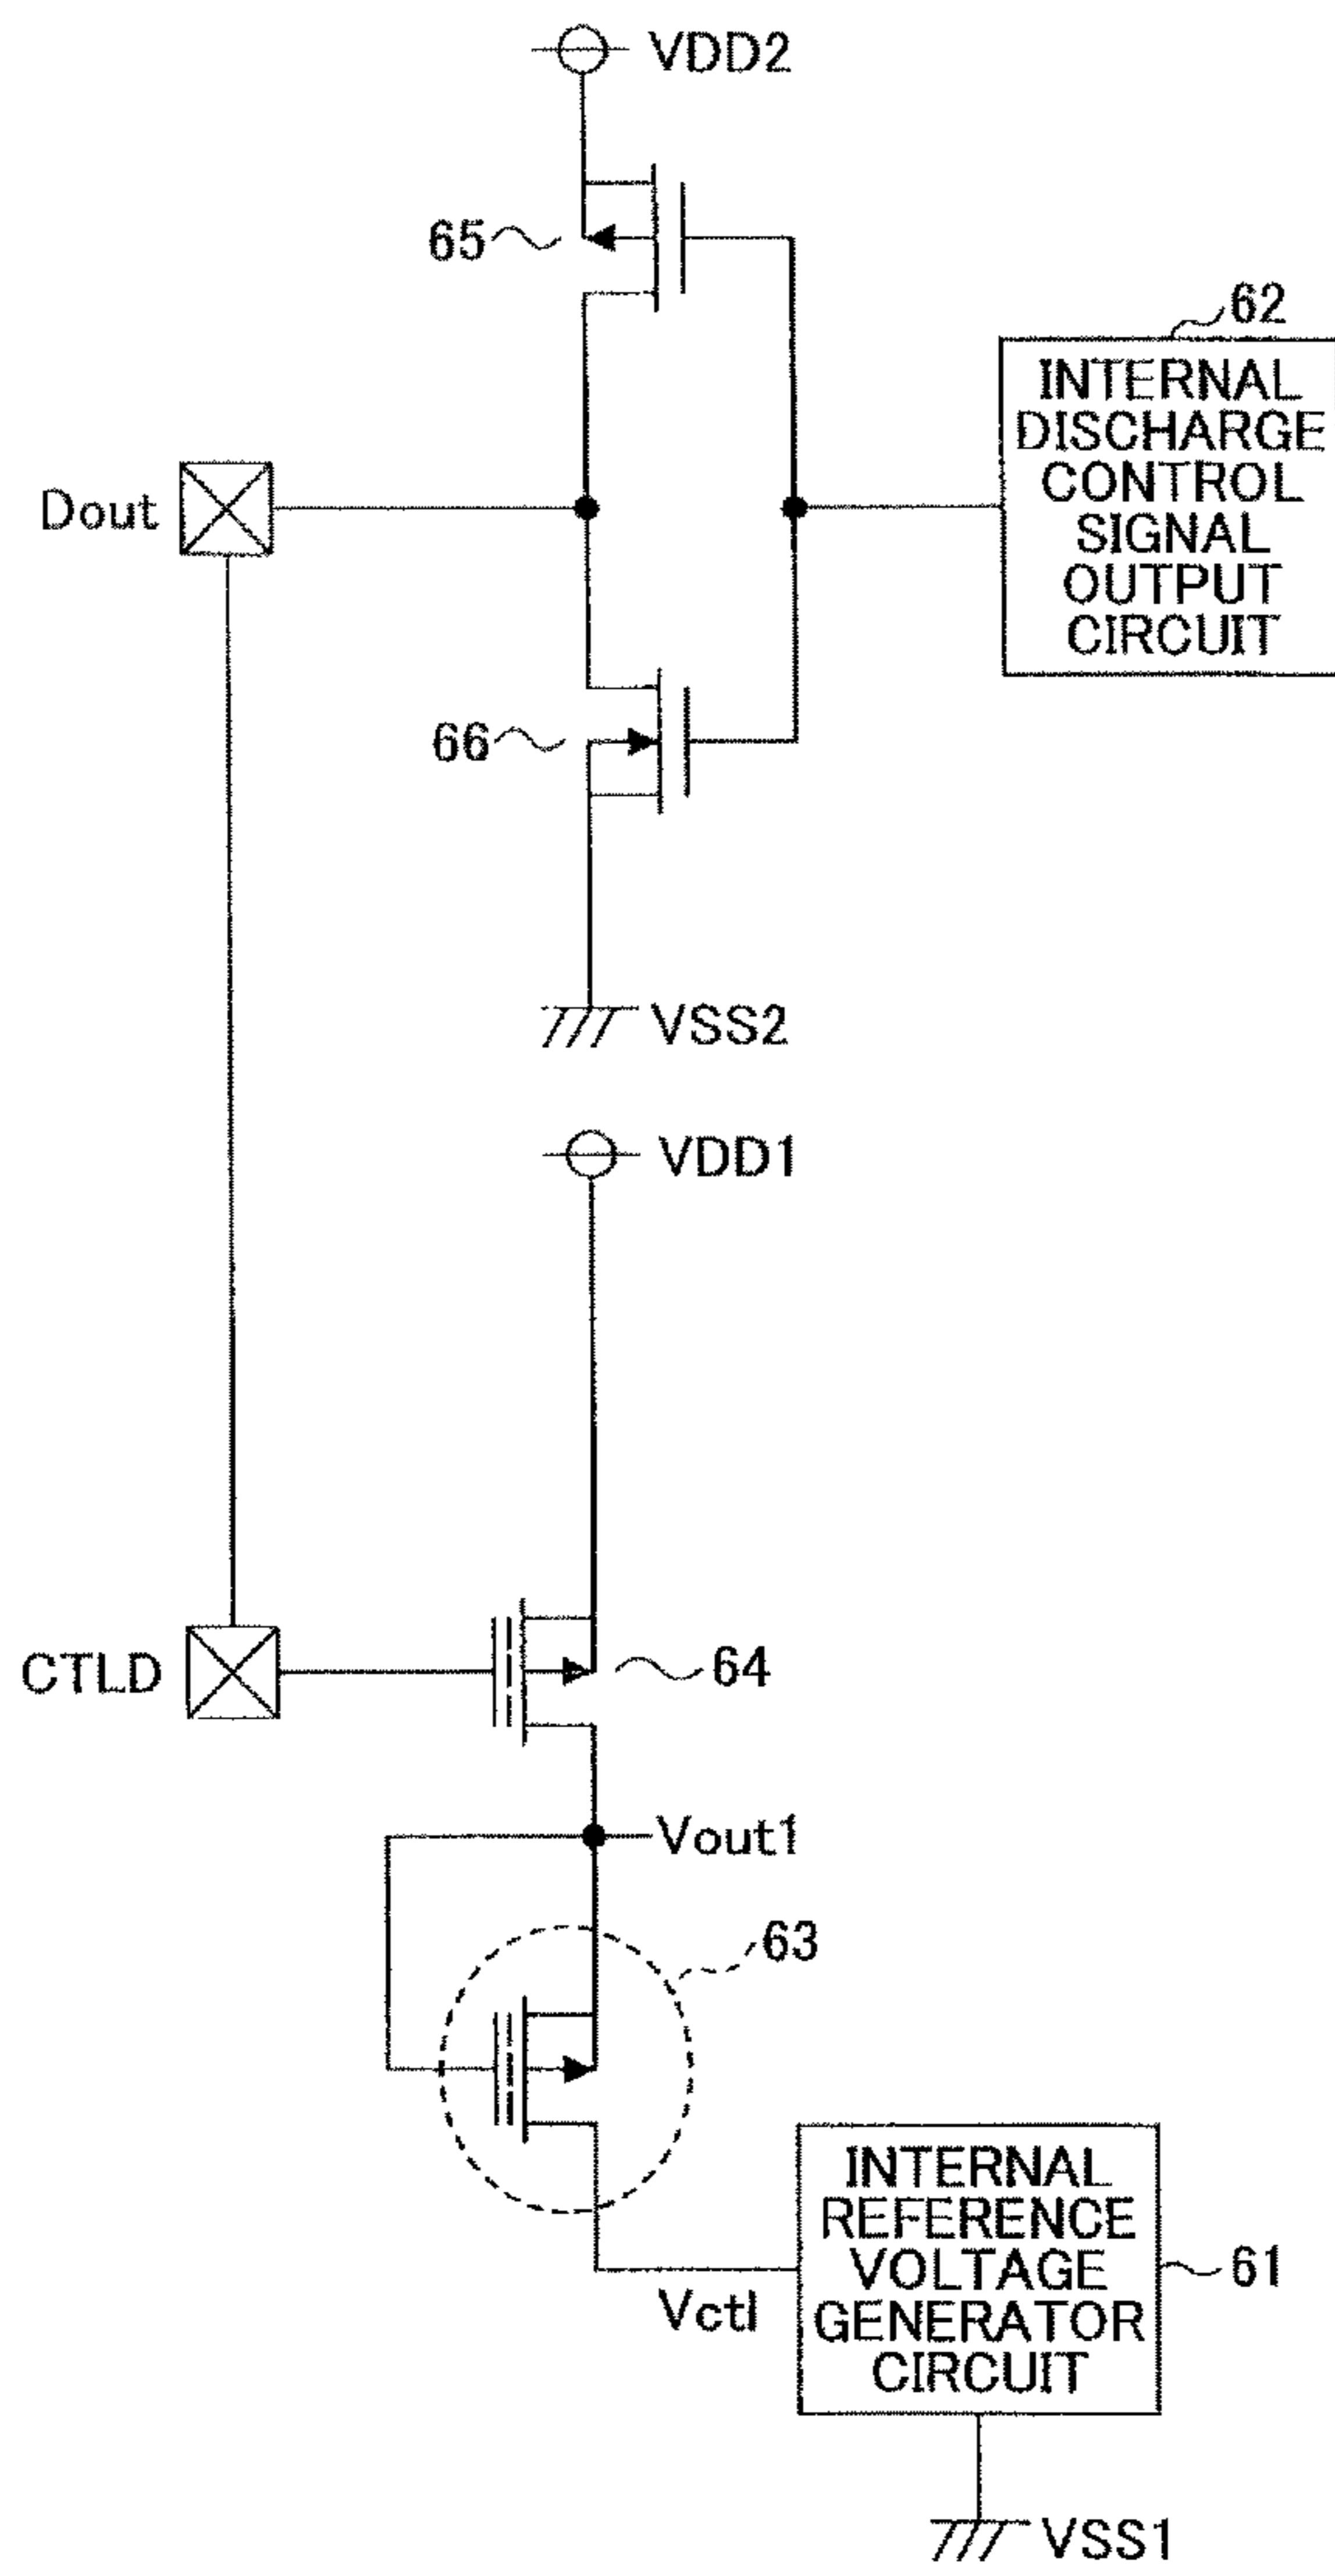 VDD2
65
62
INTERNAL
DISCHARGE
CONTROL
SIGNAL
OUTPUT
CIRCUIT
Dout
66
VSS2
VDD1
CTLD
64
Vout1
63
INTERNAL
REFERENCE
VOLTAGE
GENERATOR
CIRCUIT
61
Vctl
VSS1